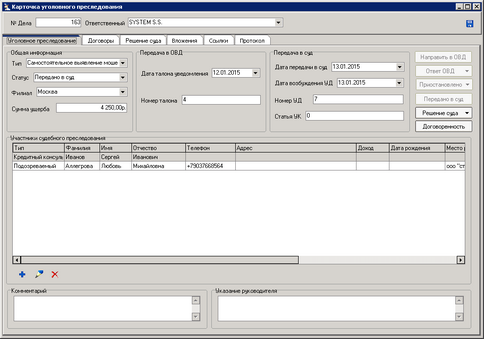 Карточка уголовного преследования
№ Дела 163 Ответственный SYSTEM S.S.
Уголовное преследование Договоры Решение суда Вложения Ссылки Протокол
Общая информация
Тип Самостоятельное выявление моше
Статус Передано в суд
Филиал Москва
Сумма ущерба 4 250,00р.
Передача в ОВД
Дата талона уведомления 12.01.2015
Номер талона 4
Передача в суд
Дата передачи в суд 13.01.2015
Дата возбуждения УД 13.01.2015
Номер УД 7
Статья УК 0
Направить в ОВД
Ответ ОВД
Приостановлено
Передано в суд
Решение суда
Договоренность
Участники судебного преследования
Тип Фамилия Имя Отчество Телефон Адрес Доход Дата рождения Место р
Кредитный консуль Иванов Сергей Иванович
Подозреваемый Аллегрова Любовь Михайловна +79037668564 ооо "ст
Комментарий
Указание руководителя